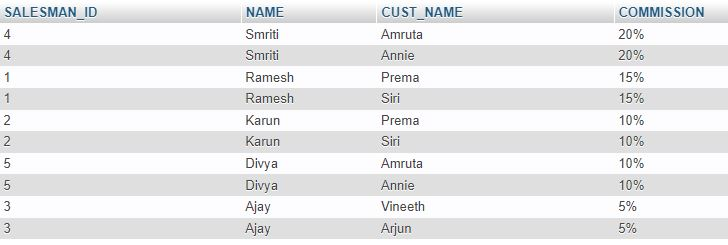 SALESMAN_ID NAME CUST_NAME COMMISSION
4 Smriti Amruta 20%
4 Smriti Annie 20%
1 Ramesh Prema 15%
1 Ramesh Siri 15%
2 Karun Prema 10%
2 Karun Siri 10%
5 Divya Amruta 10%
5 Divya Annie 10%
3 Ajay Vineeth 5%
3 Ajay Arjun 5%